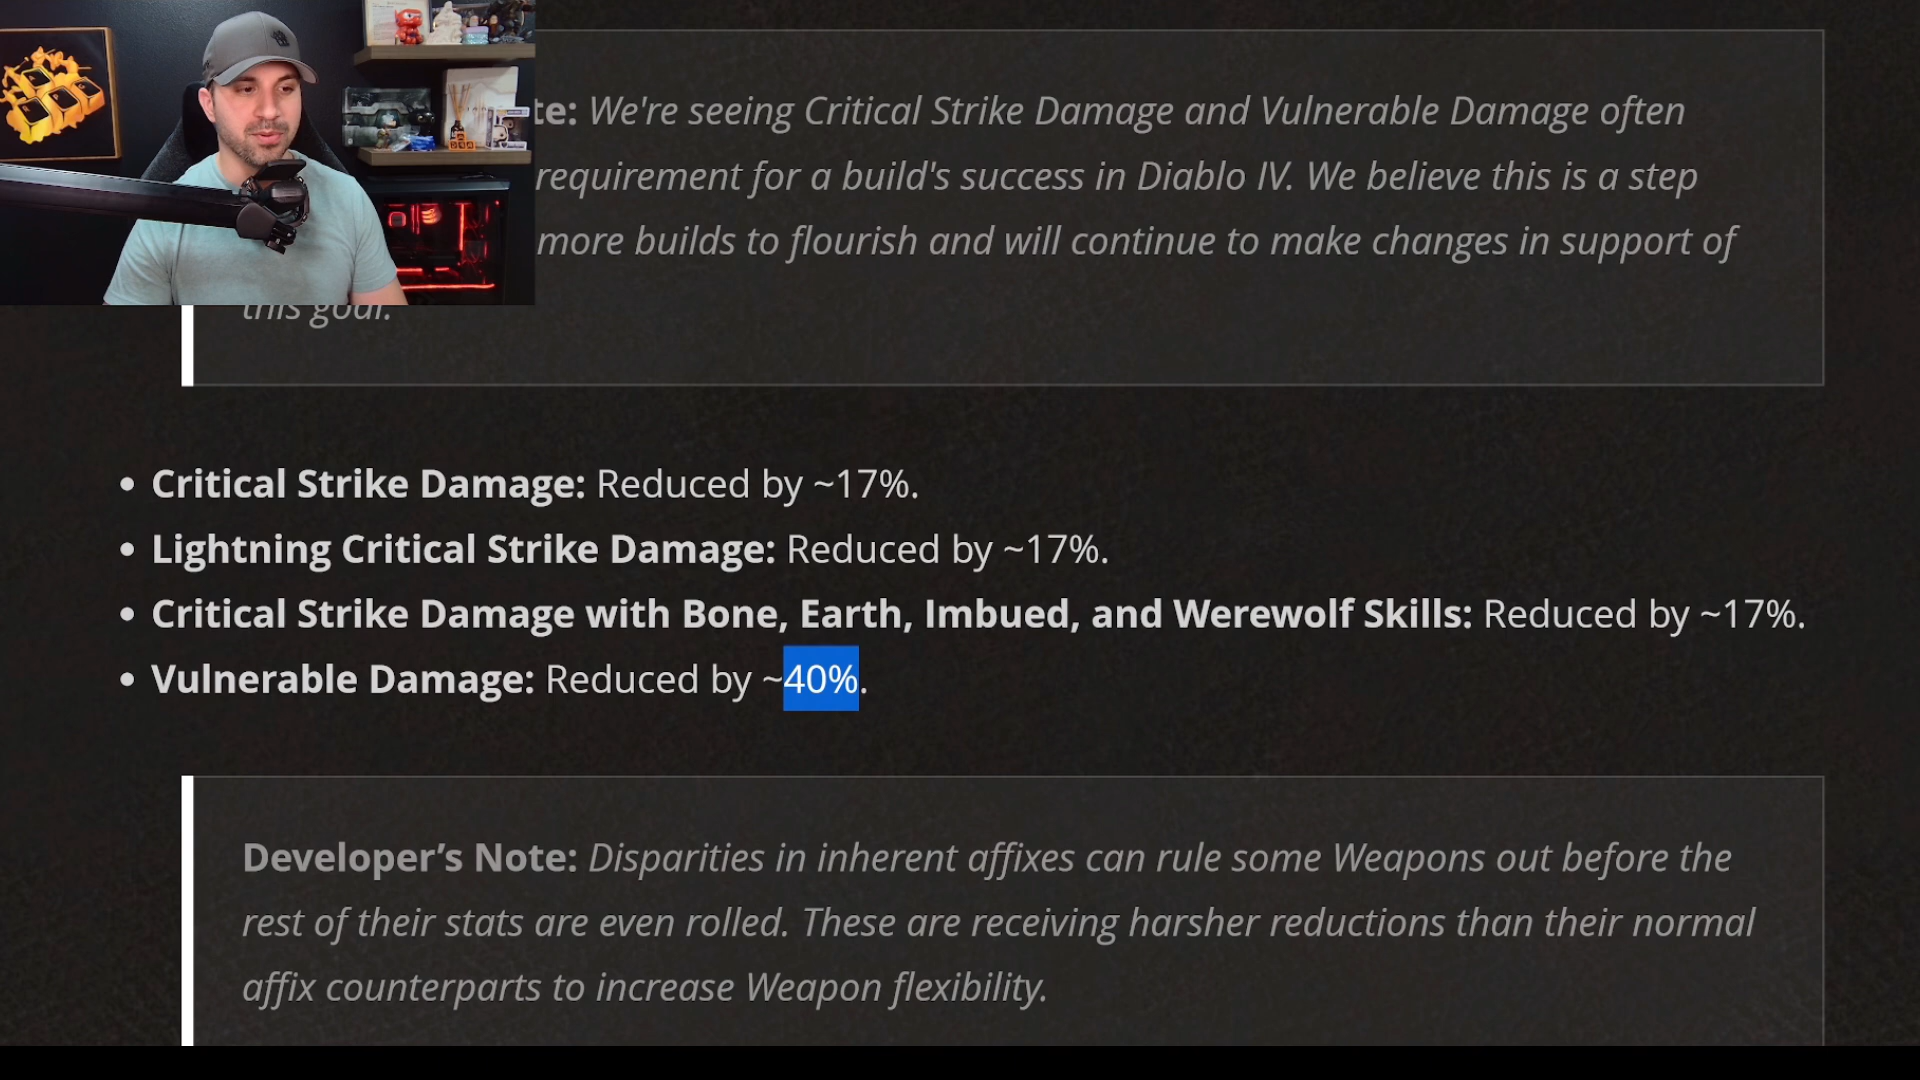 te: We're seeing Critical Strike Damage and Vulnerable Damage often
requirement for a build's success in Diablo IV. We believe this is a step
more builds to flourish and will continue to make changes in support of
this goal.
• Critical Strike Damage: Reduced by ~17%.
• Lightning Critical Strike Damage: Reduced by ~17%.
• Critical Strike Damage with Bone, Earth, Imbued, and Werewolf Skills: Reduced by ~17%.
• Vulnerable Damage: Reduced by ~40%.
Developer’s Note: Disparities in inherent affixes can rule some Weapons out before the
rest of their stats are even rolled. These are receiving harsher reductions than their normal
affix counterparts to increase Weapon flexibility.